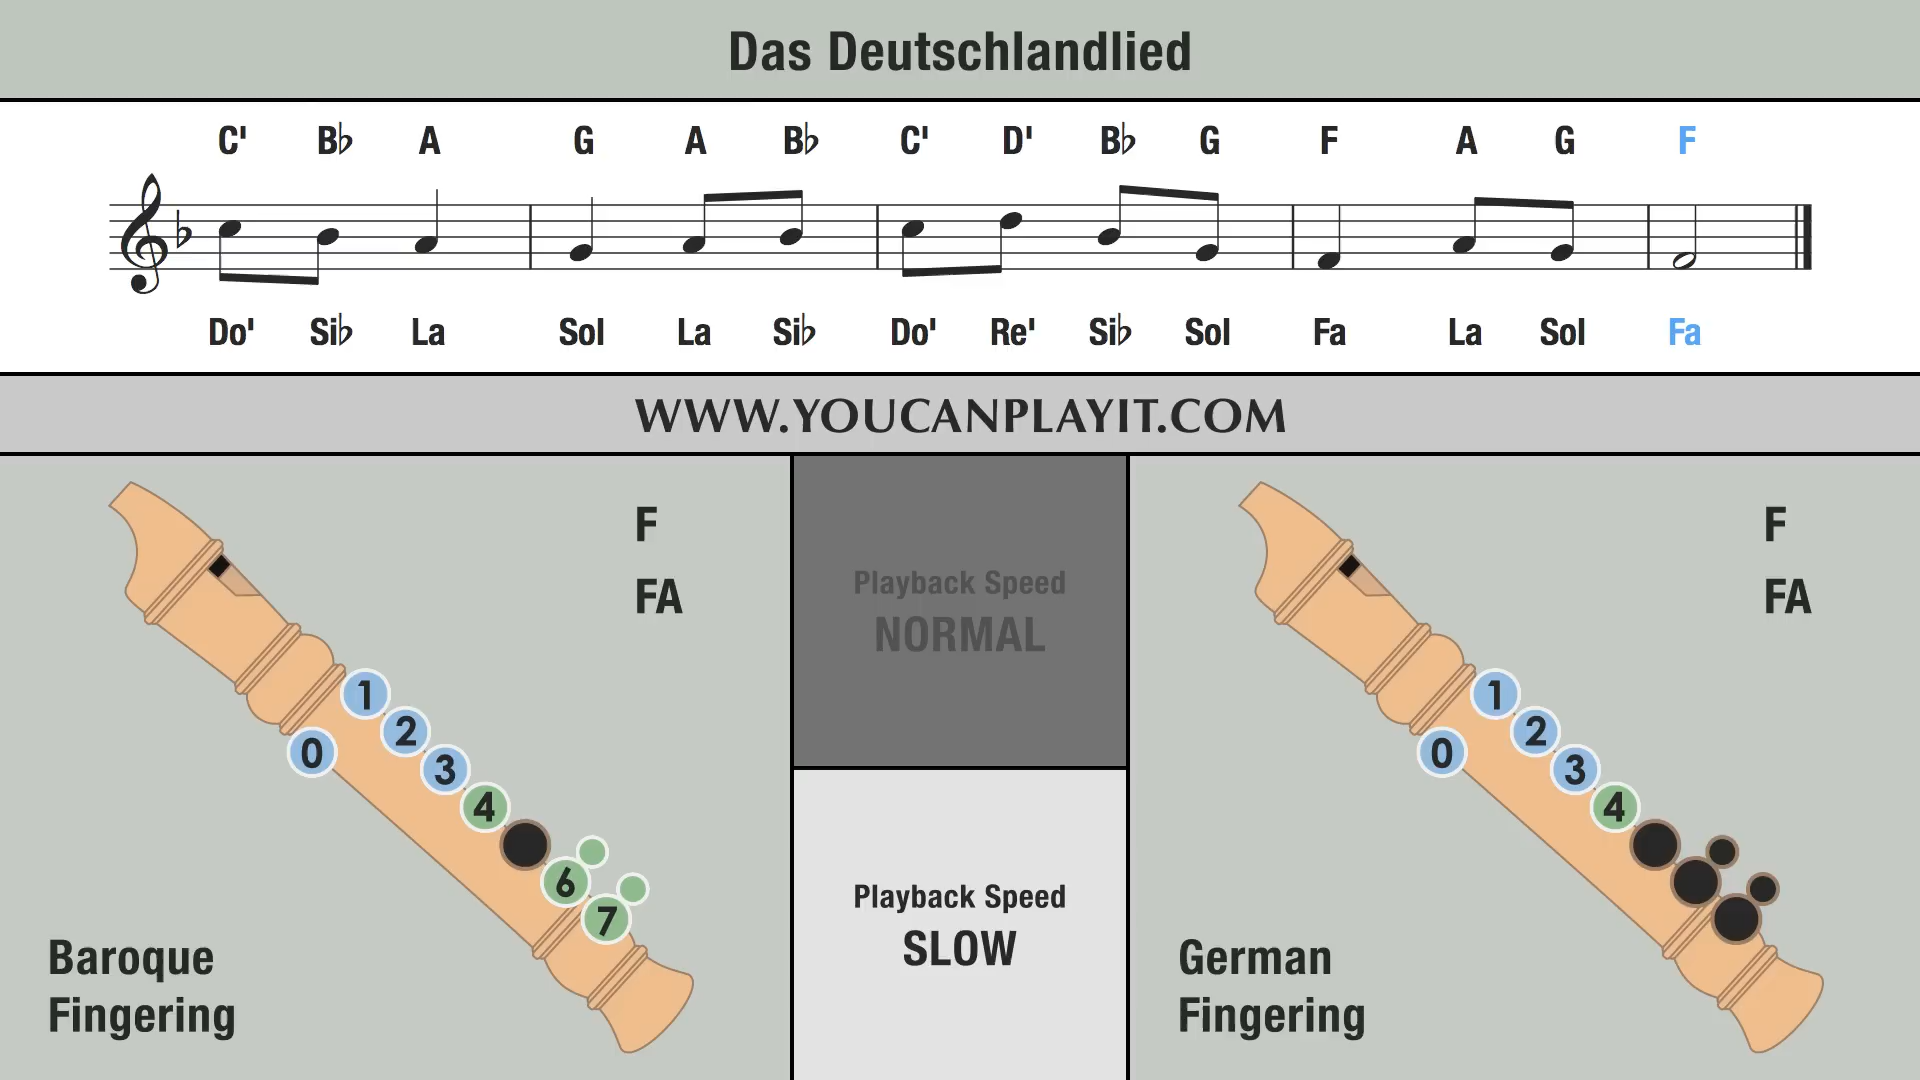 Das Deutschlandlied
C' B♭ A G A B♭ C' D' B♭ G F A G F
Do' Si♭ La Sol La Si♭ Do' Re' Si♭ Sol Fa La Sol Fa
WWW.YOUCANPLAYIT.COM
F
FA
1
2
3
0
4
6
7
Baroque
Fingering
Playback Speed
NORMAL
Playback Speed
SLOW
F
FA
1
2
3
0
4
German
Fingering